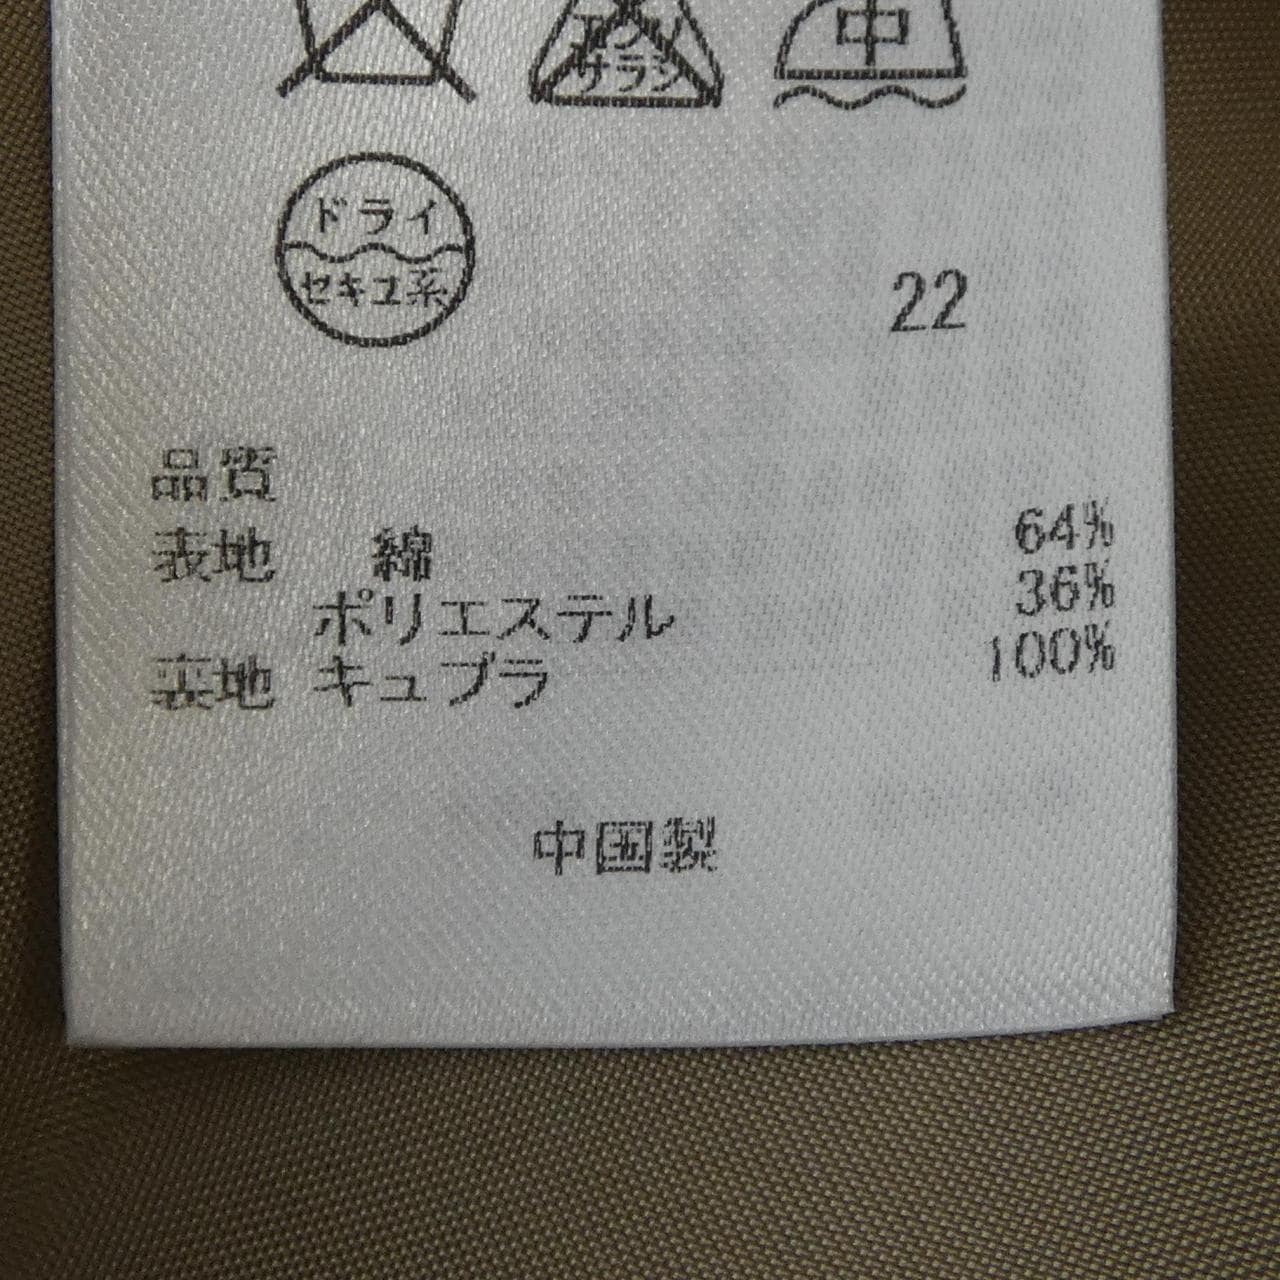 エンソ
サラシ
中
ドライ
セキユ系
22
品質
表地 綿 64%
ポリエステル 36%
裏地 キュプラ 100%
中国製